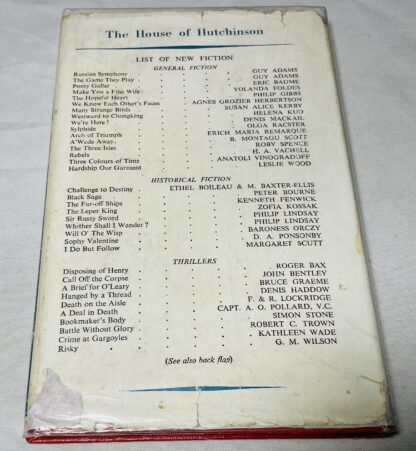 The House of Hutchinson
LIST OF NEW FICTION
GENERAL FICTION
Russian Symphony . . . . GUY ADAMS
The Game They Play . . . . GUY ADAMS
ERIC BAUME
Make You a Fine Wife . . . . YOLANDA FOLDES
The Hopeful Heart . . . . PHILIP GIBBS
We Know Each Other's Faces . AGNES GROZIER HERBERTSON
Many Strange Birds . . . SUSAN ALICE KERBY
Westward to Chungking . . . . HELENA KUO
We're Here! . . . . DENIS MACKAIL
Sylphide . . . . OLGA RACSTER
Arch of Triumph . . . ERICH MARIA REMARQUE
A'Wede Away. . . . B. MONTAGU SCOTT
The Three Isles . . . . ROBY SPENCE
Rebels . . . . H. A. VACHELL
Three Colours of Time . . . ANATOLI VINOGRADOFF
Hardship Our Garment . . . . LESLIE WOOD
HISTORICAL FICTION
Challenge to Destiny . ETHEL BOILEAU & M. BAXTER-ELLIS
Black Saga . . . . PETER BOURNE
The Far-off Ships . . . . KENNETH FENWICK
The Leper King . . . . ZOFIA KOSSAK
Sir Rusty Sword . . . . PHILIP LINDSAY
Whither Shall I Wander ? . . . . PHILIP LINDSAY
Will O' The Wisp . . . . BARONESS ORCZY
Sophy Valentine . . . . D. A. PONSONBY
I Do But Follow . . . . MARGARET SCUTT
THRILLERS
Disposing of Henry . . . . ROGER BAX
Call Off the Corpse . . . . JOHN BENTLEY
A Brief for O'Leary . . . . BRUCE GRAEME
Hanged by a Thread . . . . DENIS HADDOW
Death on the Aisle . . . . F. & R. LOCKRIDGE
A Deal in Death . . . CAPT. A. O. POLLARD, V.C.
Bookmaker's Body . . . . SIMON STONE
Battle Without Glory . . . . ROBERT C. TROWN
Crime at Gargoyles . . . . KATHLEEN WADE
Risky . . . . G. M. WILSON
(See also back flap)